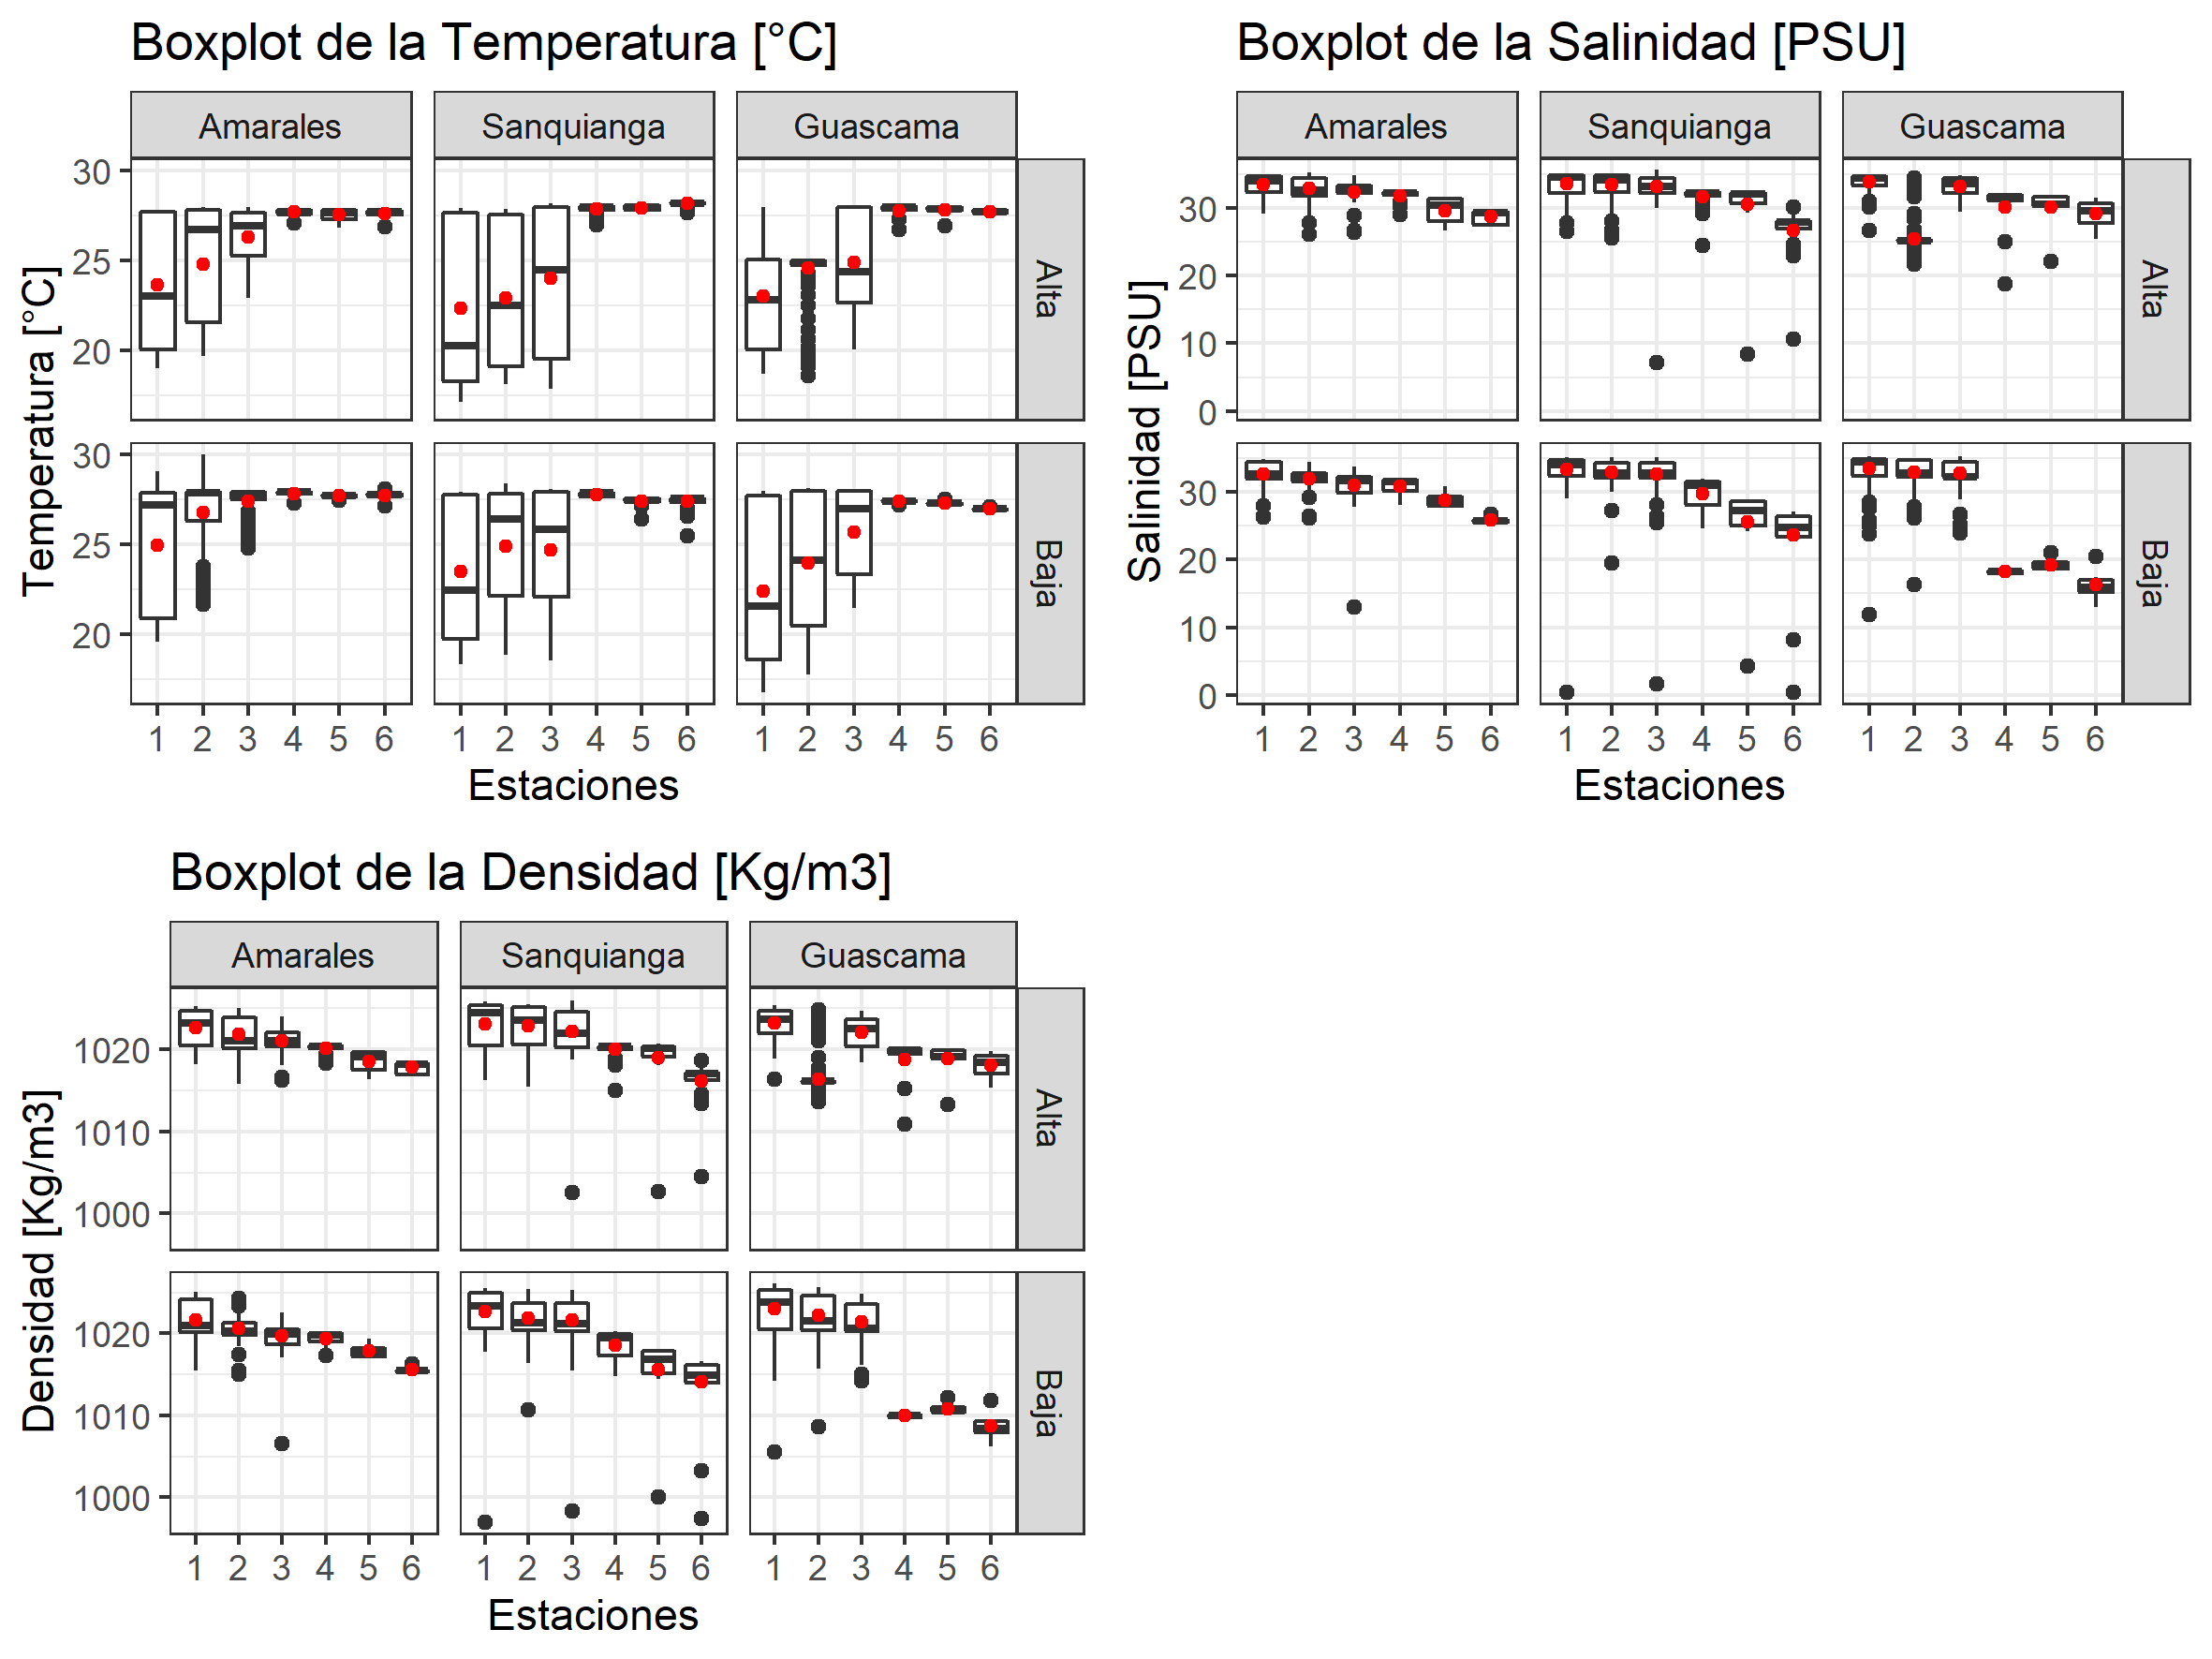 Boxplot de la Temperatura [°C]
Amarales Sanquianga Guascama
Temperatura [°C]
30
25
20
Alta
30
25
20
Baja
1 2 3 4 5 6 1 2 3 4 5 6 1 2 3 4 5 6
Estaciones
Boxplot de la Salinidad [PSU]
Amarales Sanquianga Guascama
Salinidad [PSU]
30
20
10
0
Alta
30
20
10
0
Baja
1 2 3 4 5 6 1 2 3 4 5 6 1 2 3 4 5 6
Estaciones
Boxplot de la Densidad [Kg/m3]
Amarales Sanquianga Guascama
Densidad [Kg/m3]
1020
1010
1000
Alta
1020
1010
1000
Baja
1 2 3 4 5 6 1 2 3 4 5 6 1 2 3 4 5 6
Estaciones